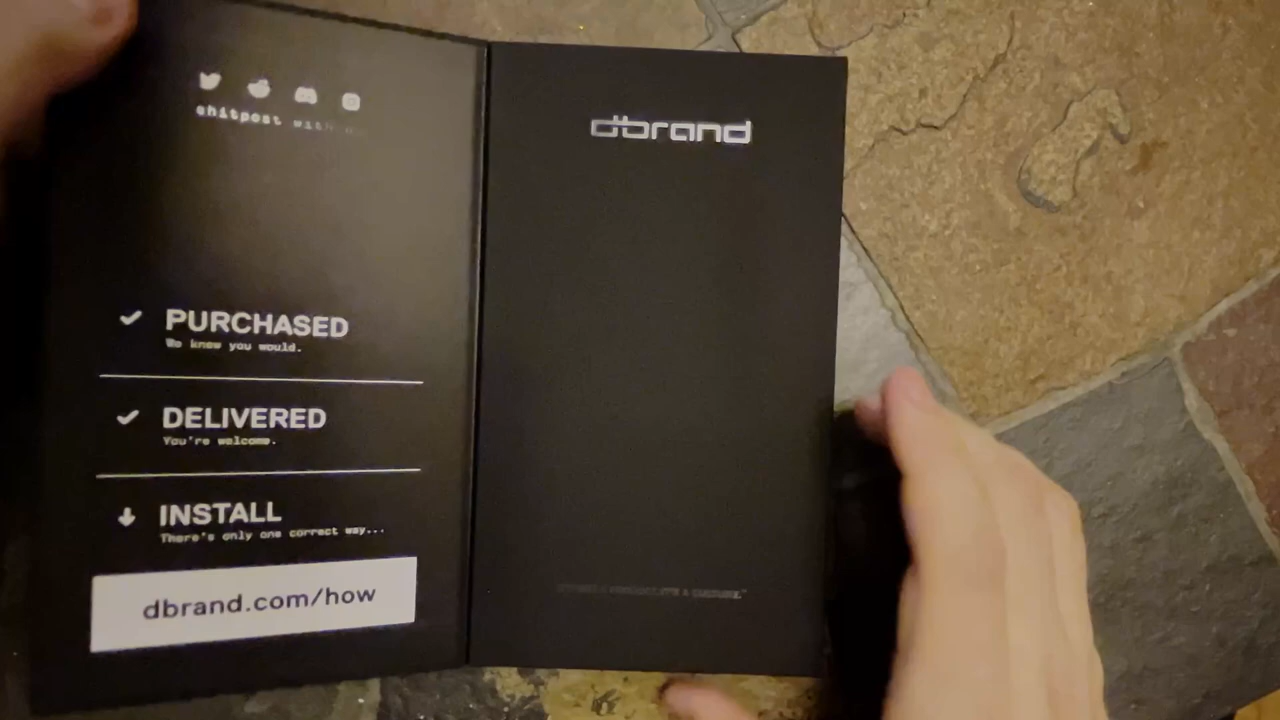 shitpost with
PURCHASED
We knew you would.
DELIVERED
You're welcome.
INSTALL
There's only one correct way...
dbrand.com/how
dbrand